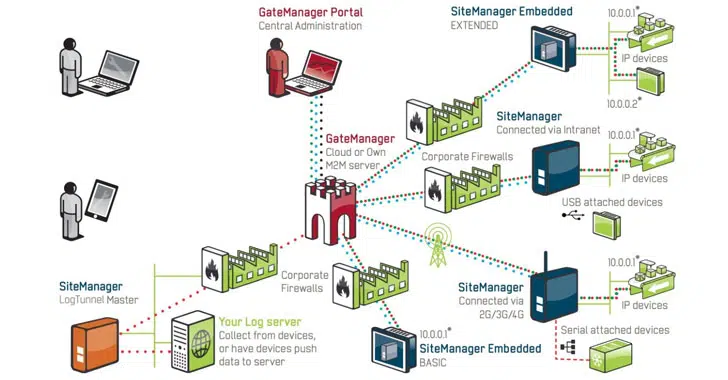 GateManager Portal
Central Administration
SiteManager Embedded
EXTENDED
10.0.0.1*
IP devices
10.0.0.2*
GateManager
Cloud or Own
M2M server
Corporate Firewalls
SiteManager
Connected via Intranet
10.0.0.1*
IP devices
USB attached devices
SiteManager
LogTunnel Master
Corporate
Firewalls
SiteManager
Connected via
2G/3G/4G
10.0.0.1*
IP devices
Your Log server
Collect from devices,
or have devices push
data to server
10.0.0.1*
SiteManager Embedded
BASIC
Serial attached devices